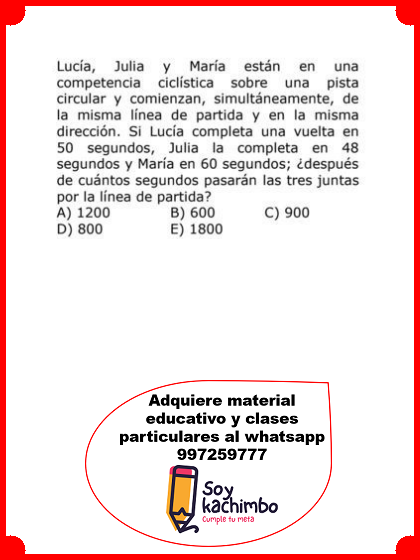 Lucía, Julia y María están en una
competencia ciclística sobre una pista
circular y comienzan, simultáneamente, de
la misma línea de partida y en la misma
dirección. Si Lucía completa una vuelta en
50 segundos, Julia la completa en 48
segundos y María en 60 segundos; ¿después
de cuántos segundos pasarán las tres juntas
por la línea de partida?
A) 1200 B) 600 C) 900
D) 800 E) 1800
Adquiere material
educativo y clases
particulares al whatsapp
997259777
Soy
kachimbo
Cumple tu meta